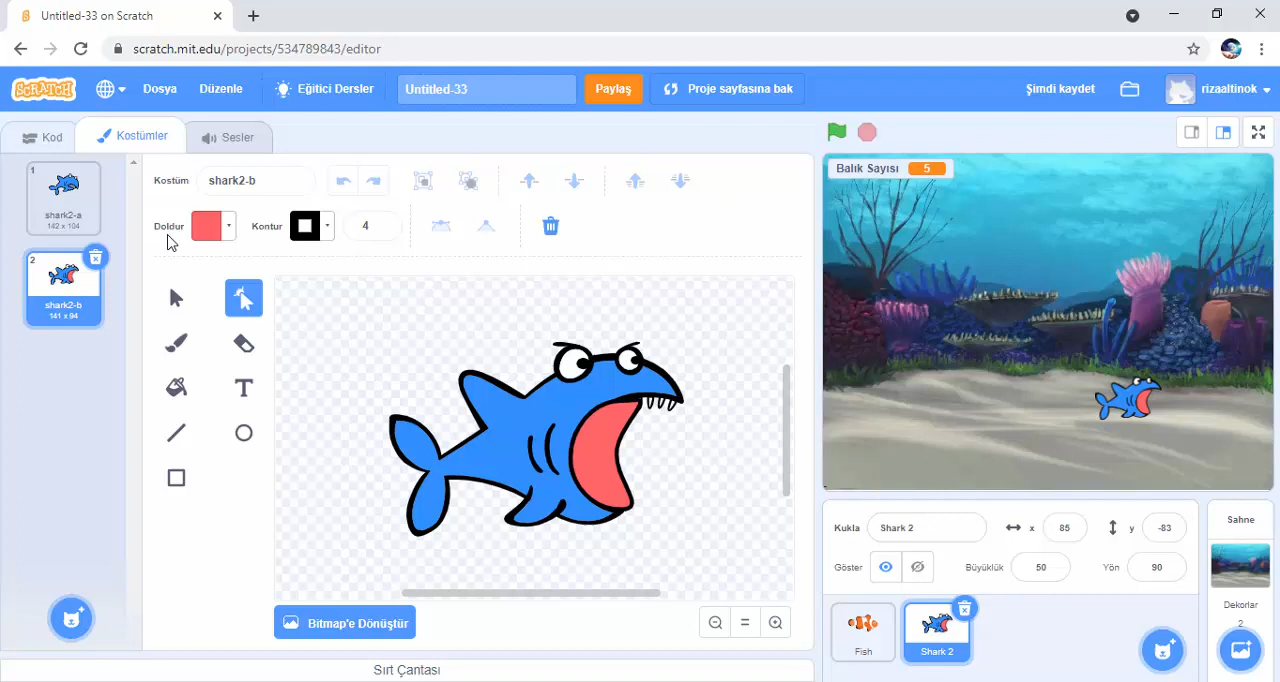 Untitled-33 on Scratch
scratch.mit.edu/projects/534789843/editor
SCRATCH Dosya Düzenle Eğitici Dersler Untitled-33 Paylaş Proje sayfasına bak Şimdi kaydet rizaaltinok
Kod Kostümler Sesler
1
shark2-a
142 x 104
2
shark2-b
141 x 94
Kostüm shark2-b
Doldur Kontur 4
T
Bitmap'e Dönüştür
Balık Sayısı 5
Kukla Shark 2 x 85 y -83
Göster Büyüklük 50 Yön 90
Fish
Shark 2
Sahne
Dekorlar
2
Sırt Çantası